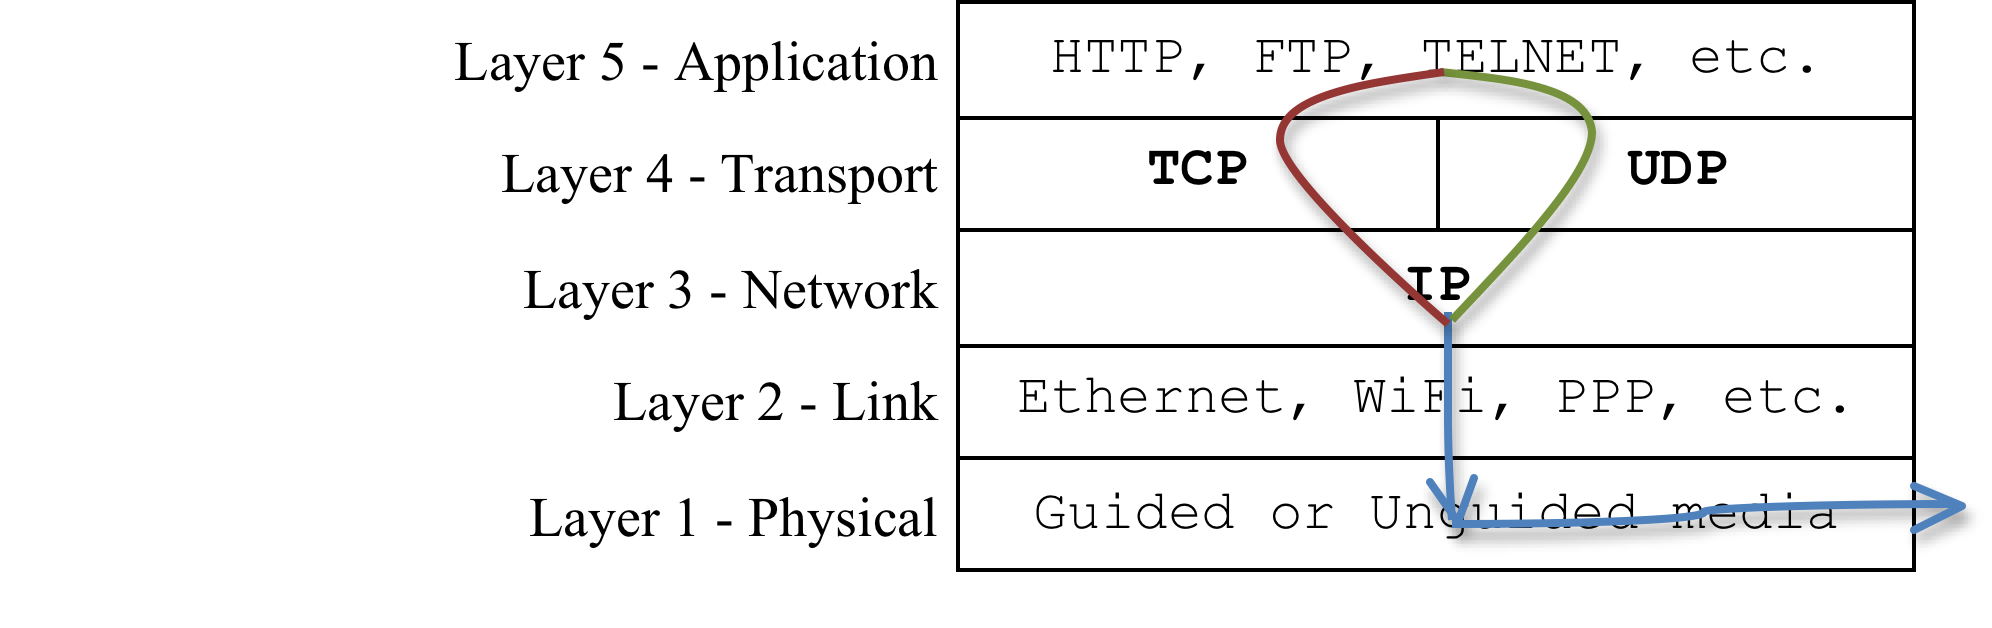 Layer 5 - Application HTTP, FTP, TELNET, etc.
Layer 4 - Transport TCP UDP
Layer 3 - Network IP
Layer 2 - Link Ethernet, WiFi, PPP, etc.
Layer 1 - Physical Guided or Unguided media